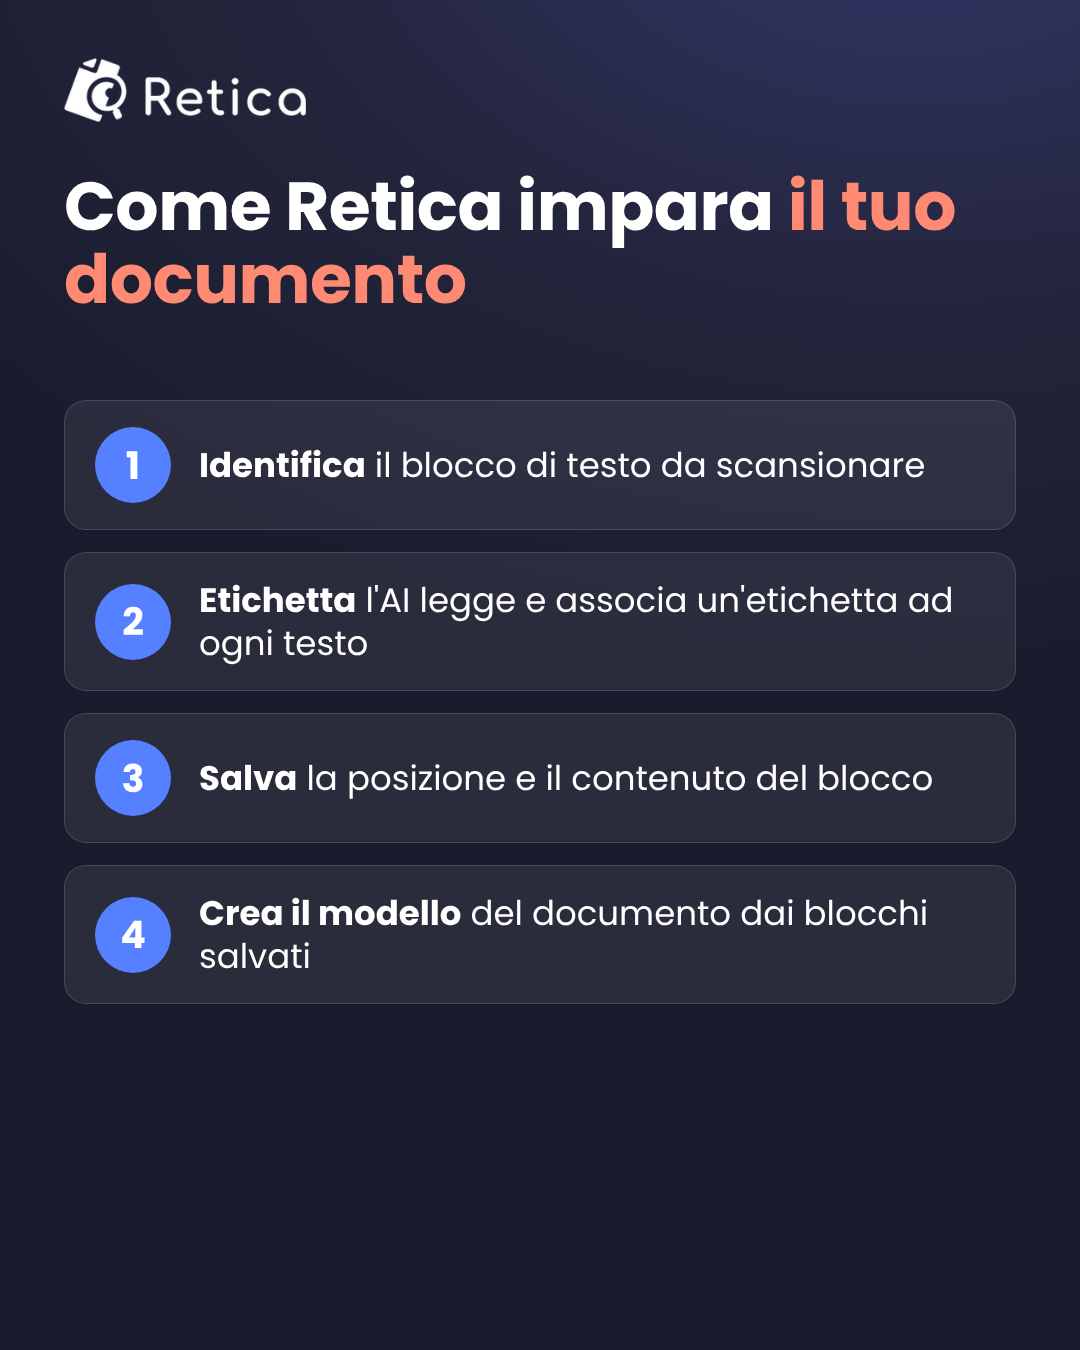 Retica
Come Retica impara il tuo
documento
1
Identifica il blocco di testo da scansionare
2
Etichetta l'AI legge e associa un'etichetta ad
ogni testo
3
Salva la posizione e il contenuto del blocco
4
Crea il modello del documento dai blocchi
salvati